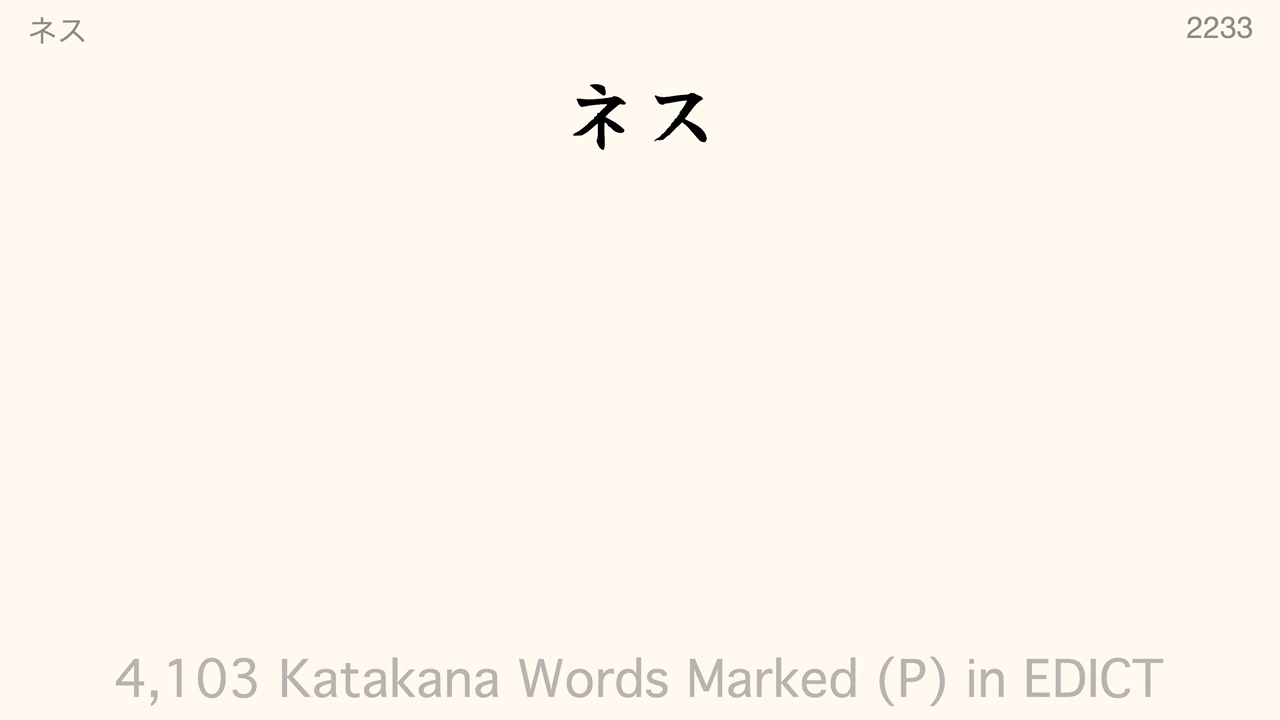 ネス
2233
ネス
4,103 Katakana Words Marked (P) in EDICT